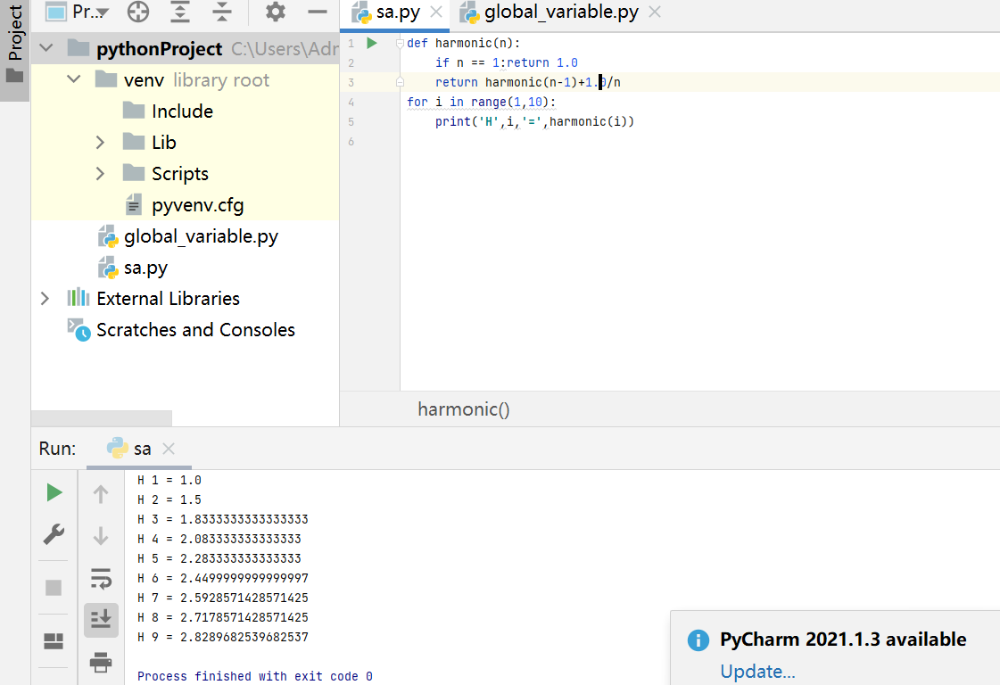 Project
Pr...
sa.py
global_variable.py
pythonProject C:\Users\Adr
venv library root
Include
Lib
Scripts
pyvenv.cfg
global_variable.py
sa.py
External Libraries
Scratches and Consoles
1 def harmonic(n):
2 if n == 1:return 1.0
3 return harmonic(n-1)+1.0/n
4 for i in range(1,10):
5 print('H',i,'=',harmonic(i))
6
harmonic()
Run: sa
H 1 = 1.0
H 2 = 1.5
H 3 = 1.8333333333333333
H 4 = 2.083333333333333
H 5 = 2.283333333333333
H 6 = 2.4499999999999997
H 7 = 2.5928571428571425
H 8 = 2.7178571428571425
H 9 = 2.8289682539682537
Process finished with exit code 0
PyCharm 2021.1.3 available
Update...